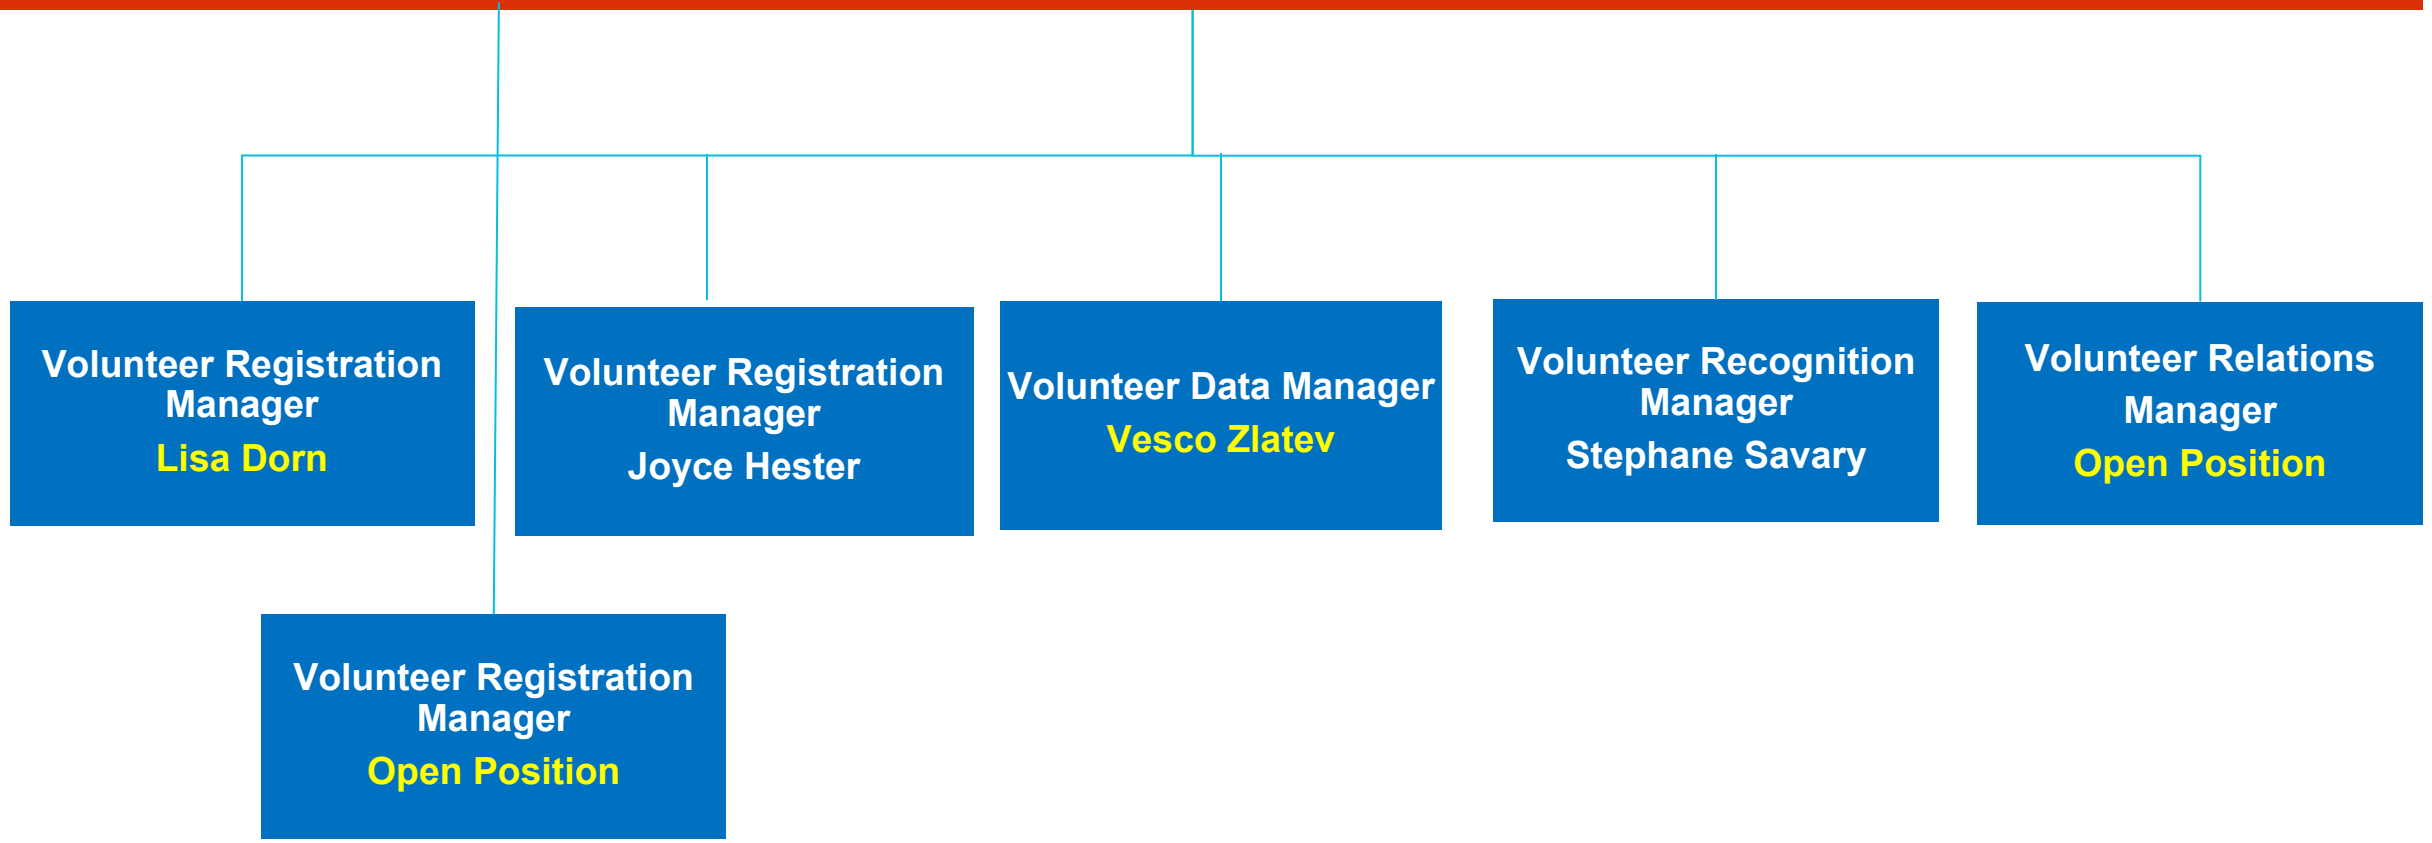 Volunteer Registration
Manager
Lisa Dorn
Volunteer Registration
Manager
Joyce Hester
Volunteer Data Manager
Vesco Zlatev
Volunteer Recognition
Manager
Stephane Savary
Volunteer Relations
Manager
Open Position
Volunteer Registration
Manager
Open Position